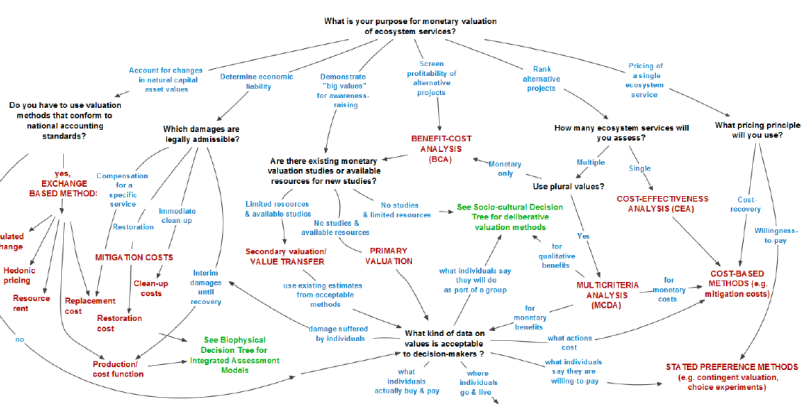 What is your purpose for monetary valuation
of ecosystem services?
Account for changes
in natural capital
asset values
Determine economic
liability
Demonstrate
"big values"
for awareness-
raising
Screen
profitability of
alternative
projects
Rank
alternative
projects
Pricing of
a single
ecosystem
service
Do you have to use valuation
methods that conform to
national accounting
standards?
Which damages are
legally admissible?
BENEFIT-COST
ANALYSIS
(BCA)
How many ecosystem services will
you assess?
What pricing principle
will you use?
Are there existing monetary
valuation studies or available
resources for new studies?
Monetary
only
Multiple
Single
yes,
EXCHANGE
BASED METHODS
Compensation
for a
specific
service
Use plural values?
Limited resources
& available studies
No studies
& limited resources
See Socio-cultural Decision
Tree for deliberative
valuation methods
COST-EFFECTIVENESS
ANALYSIS (CEA)
Cost-
recovery
Immediate
clean-up
Restoration
No studies &
available resources
Yes
Willingness-
to-pay
ulated
hange
MITIGATION COSTS
Secondary valuation/
VALUE TRANSFER
PRIMARY
VALUATION
for
qualitative
benefits
Hedonic
pricing
Clean-up
costs
Interim
damages
until
recovery
use existing estimates
from acceptable
methods
what individuals say
they will do
as part of a group
MULTICRITERIA
ANALYSIS
(MCDA)
for
monetary
costs
COST-BASED
METHODS (e.g.
mitigation costs)
Resource
rent
Replacement
cost
Restoration
cost
for
monetary
benefits
no
See Biophysical
Decision Tree for
Integrated Assessment
Models
damage suffered
by individuals
What kind of data on
values is acceptable
to decision-makers ?
what actions
cost
Production/
cost function
what
individuals
actually buy & pay
where
individuals
go & live
what individuals
say they are
willing-to-pay
STATED PREFERENCE METHODS
(e.g. contingent valuation,
choice experiments)